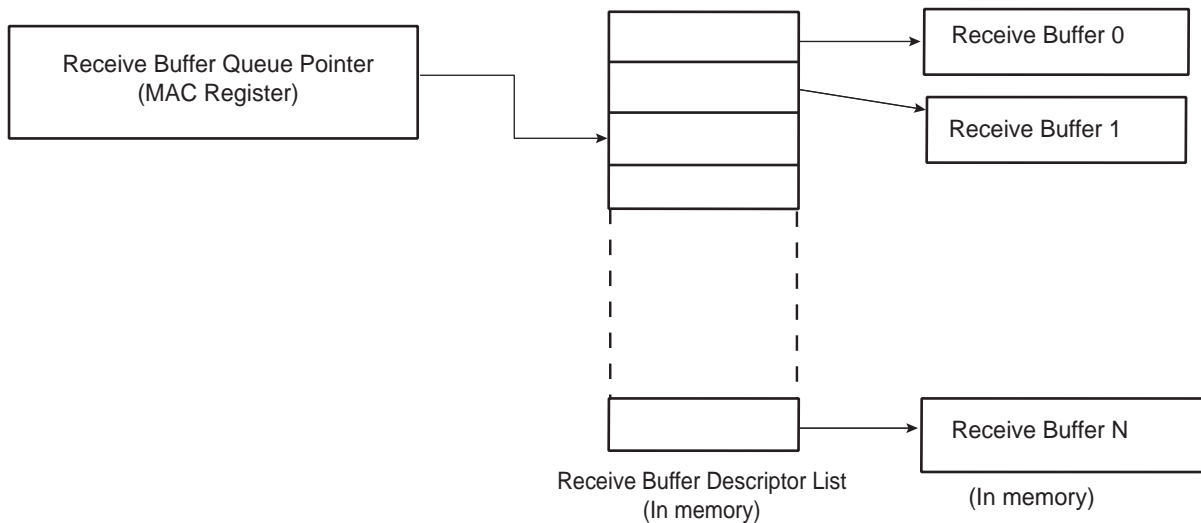 Receive Buffer Queue Pointer
(MAC Register)
Receive Buffer 0
Receive Buffer 1
Receive Buffer N
Receive Buffer Descriptor List
(In memory)
(In memory)